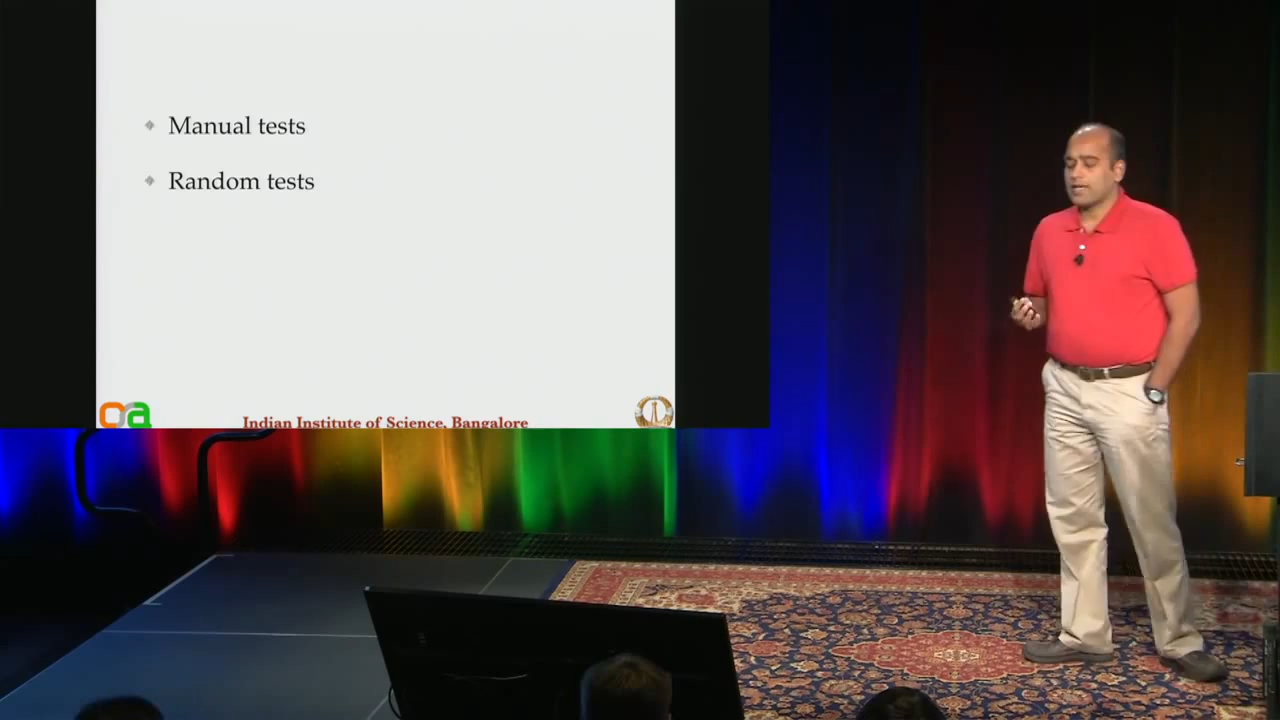 Manual tests
Random tests
Indian Institute of Science, Bangalore